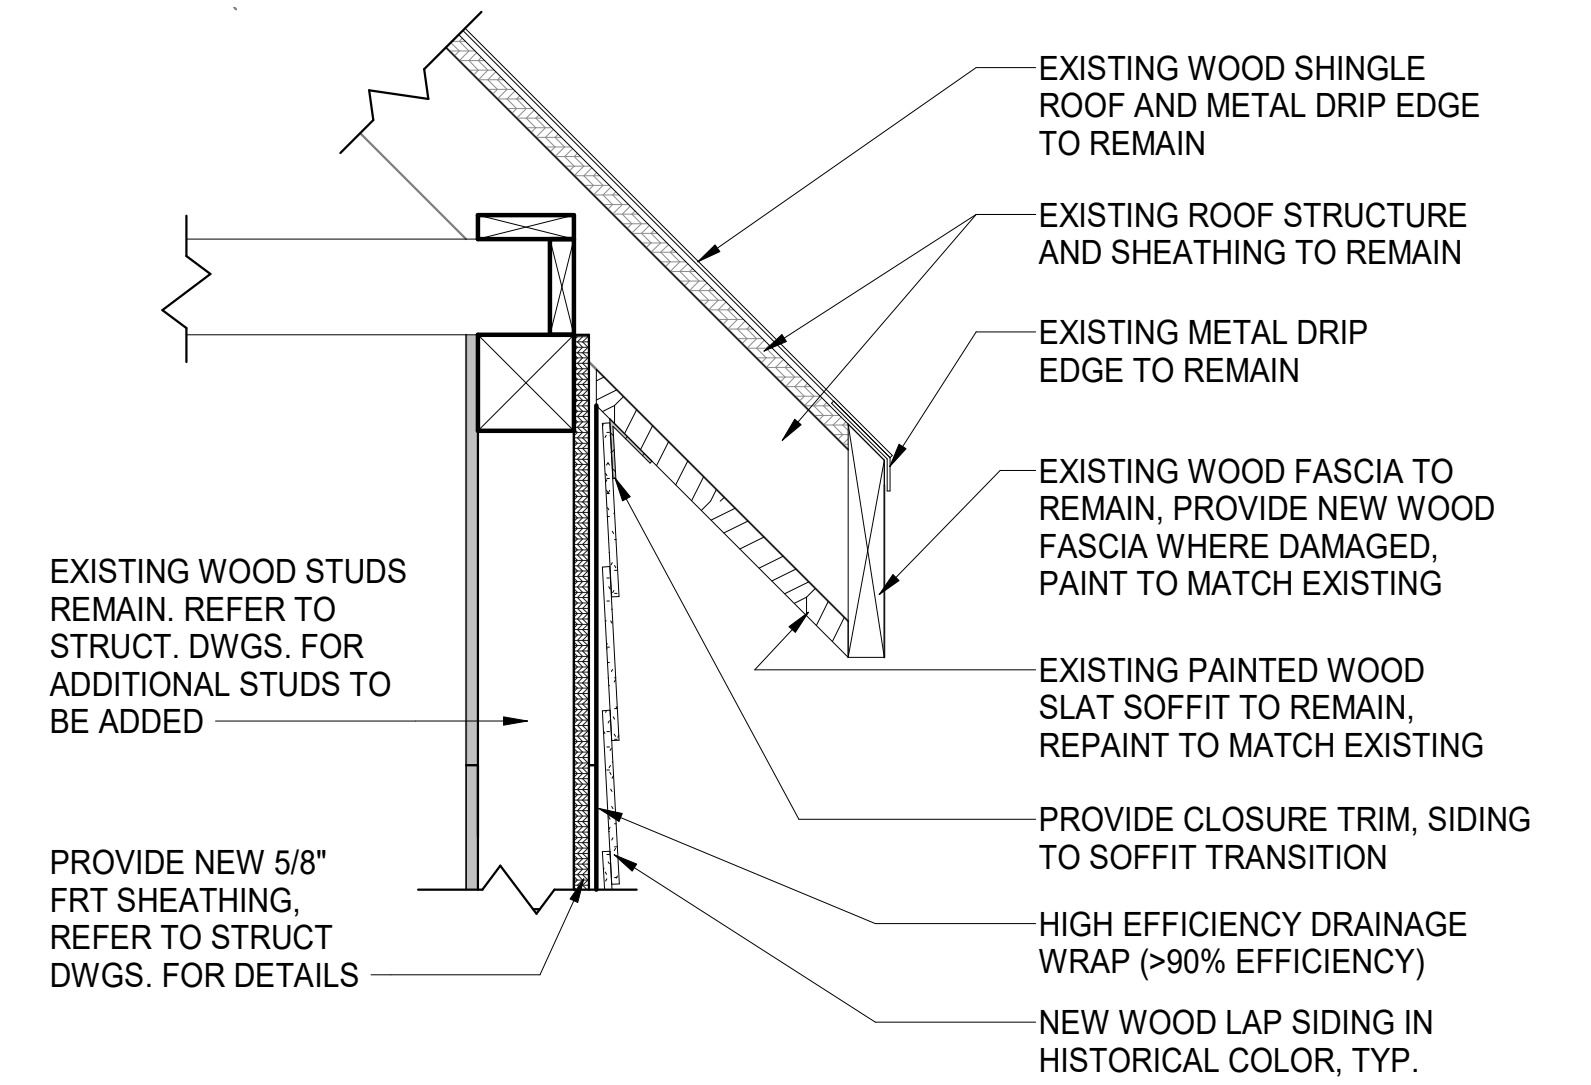 EXISTING WOOD SHINGLE
ROOF AND METAL DRIP EDGE
TO REMAIN
EXISTING ROOF STRUCTURE
AND SHEATHING TO REMAIN
EXISTING METAL DRIP
EDGE TO REMAIN
EXISTING WOOD FASCIA TO
REMAIN, PROVIDE NEW WOOD
FASCIA WHERE DAMAGED,
PAINT TO MATCH EXISTING
EXISTING PAINTED WOOD
SLAT SOFFIT TO REMAIN,
REPAINT TO MATCH EXISTING
PROVIDE CLOSURE TRIM, SIDING
TO SOFFIT TRANSITION
HIGH EFFICIENCY DRAINAGE
WRAP (>90% EFFICIENCY)
NEW WOOD LAP SIDING IN
HISTORICAL COLOR, TYP.
EXISTING WOOD STUDS
REMAIN. REFER TO
STRUCT. DWGS. FOR
ADDITIONAL STUDS TO
BE ADDED
PROVIDE NEW 5/8"
FRT SHEATHING,
REFER TO STRUCT
DWGS. FOR DETAILS